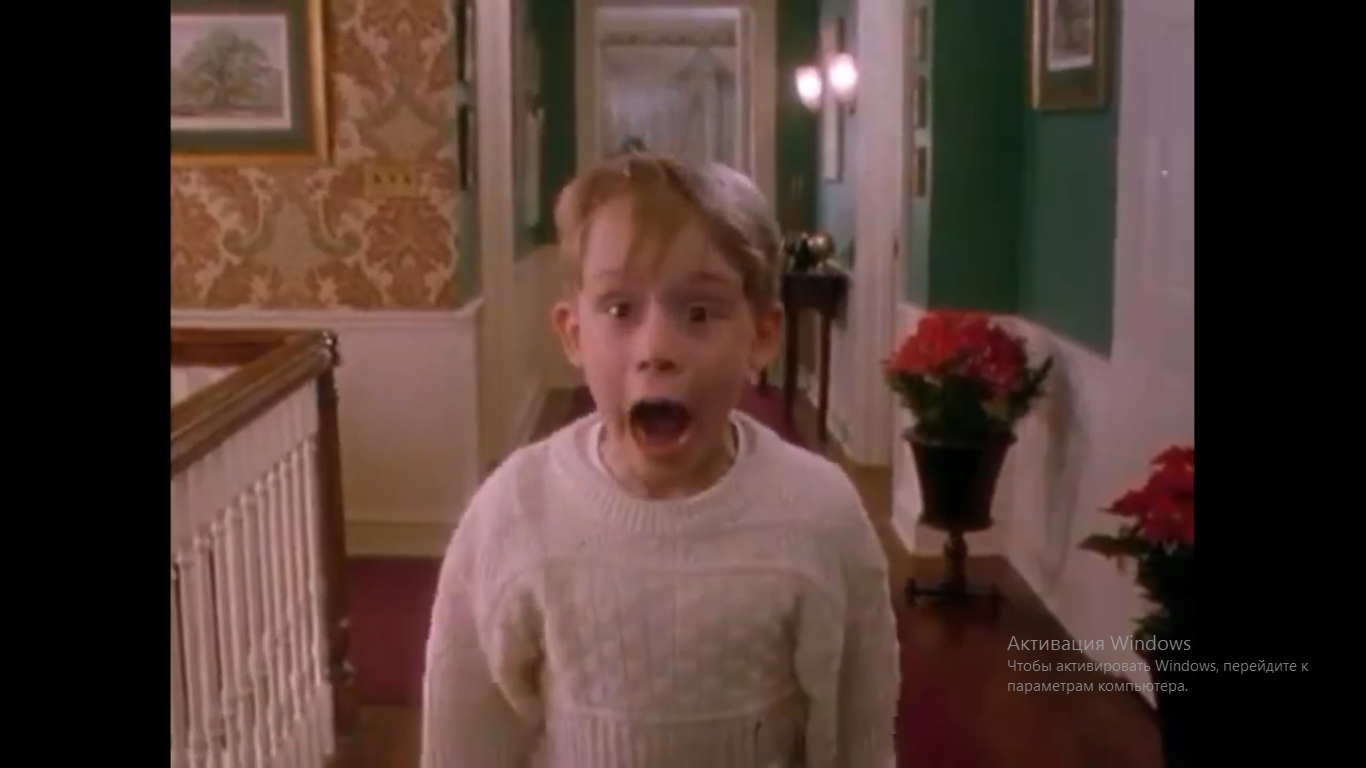 Активация Windows
Чтобы активировать Windows, перейдите к
параметрам компьютера.